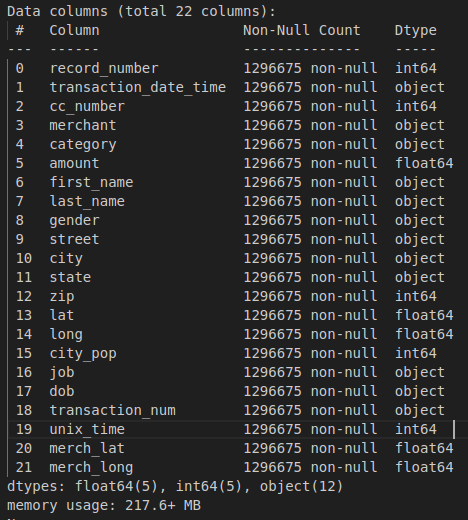 Data columns (total 22 columns):
 #   Column                 Non-Null Count    Dtype
---  ------                 --------------    -----
 0   record_number          1296675 non-null  int64
 1   transaction_date_time  1296675 non-null  object
 2   cc_number              1296675 non-null  int64
 3   merchant               1296675 non-null  object
 4   category               1296675 non-null  object
 5   amount                 1296675 non-null  float64
 6   first_name             1296675 non-null  object
 7   last_name              1296675 non-null  object
 8   gender                 1296675 non-null  object
 9   street                 1296675 non-null  object
 10  city                   1296675 non-null  object
 11  state                  1296675 non-null  object
 12  zip                    1296675 non-null  int64
 13  lat                    1296675 non-null  float64
 14  long                   1296675 non-null  float64
 15  city_pop               1296675 non-null  int64
 16  job                    1296675 non-null  object
 17  dob                    1296675 non-null  object
 18  transaction_num        1296675 non-null  object
 19  unix_time              1296675 non-null  int64
 20  merch_lat              1296675 non-null  float64
 21  merch_long             1296675 non-null  float64
dtypes: float64(5), int64(5), object(12)
memory usage: 217.6+ MB